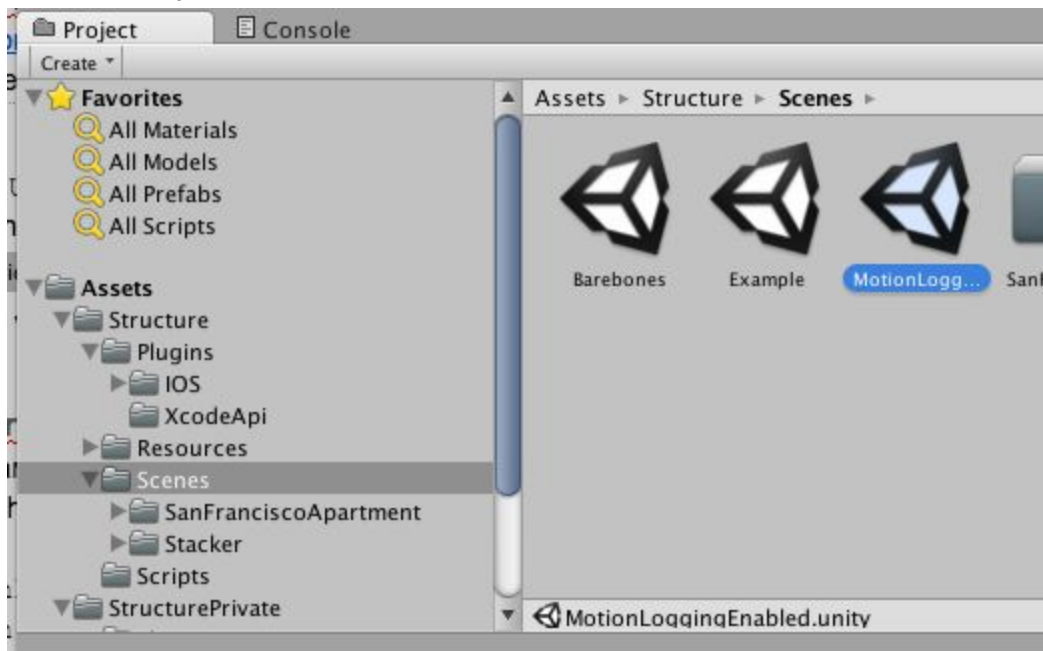 Project
Console
Create
Favorites
All Materials
All Models
All Prefabs
All Scripts
Assets
Structure
Plugins
IOS
XcodeApi
Resources
Scenes
SanFranciscoApartment
Stacker
Scripts
StructurePrivate
Assets Structure Scenes
Barebones
Example
MotionLogg...
MotionLoggingEnabled.unity